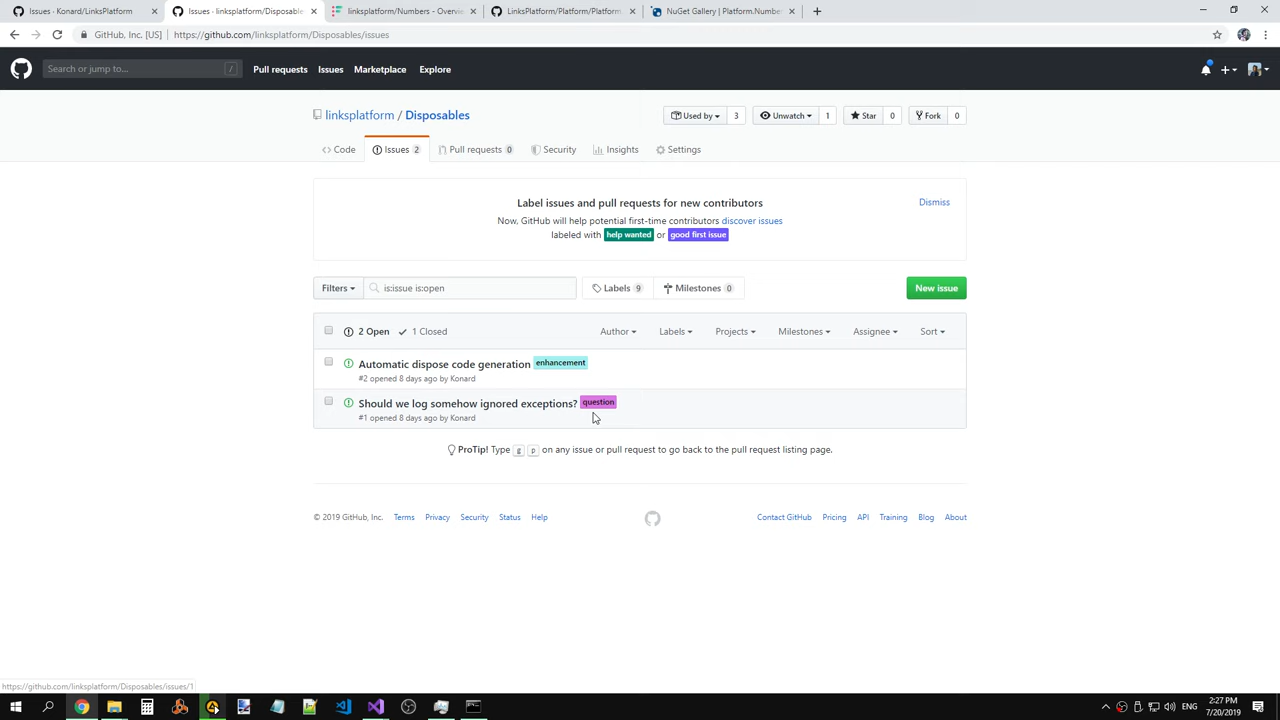 Issues · Konard/LinksPlatform
Issues · linksplatform/Disposable
linksplatform/Numbers - Overvie
LinksPlatform/Platform/Platform.
NuGet Gallery | Platform.Number
GitHub, Inc. [US] | https://github.com/linksplatform/Disposables/issues
Search or jump to... /
Pull requests Issues Marketplace Explore
linksplatform / Disposables
Used by 3 Unwatch 1 Star 0 Fork 0
Code Issues 2 Pull requests 0 Security Insights Settings
Label issues and pull requests for new contributors
Dismiss
Now, GitHub will help potential first-time contributors discover issues
labeled with help wanted or good first issue
Filters is:issue is:open Labels 9 Milestones 0 New issue
2 Open 1 Closed Author Labels Projects Milestones Assignee Sort
Automatic dispose code generation enhancement
#2 opened 8 days ago by Konard
Should we log somehow ignored exceptions? question
#1 opened 8 days ago by Konard
ProTip! Type g p on any issue or pull request to go back to the pull request listing page.
© 2019 GitHub, Inc. Terms Privacy Security Status Help Contact GitHub Pricing API Training Blog About
https://github.com/linksplatform/Disposables/issues/1
ENG
2:27 PM
7/20/2019